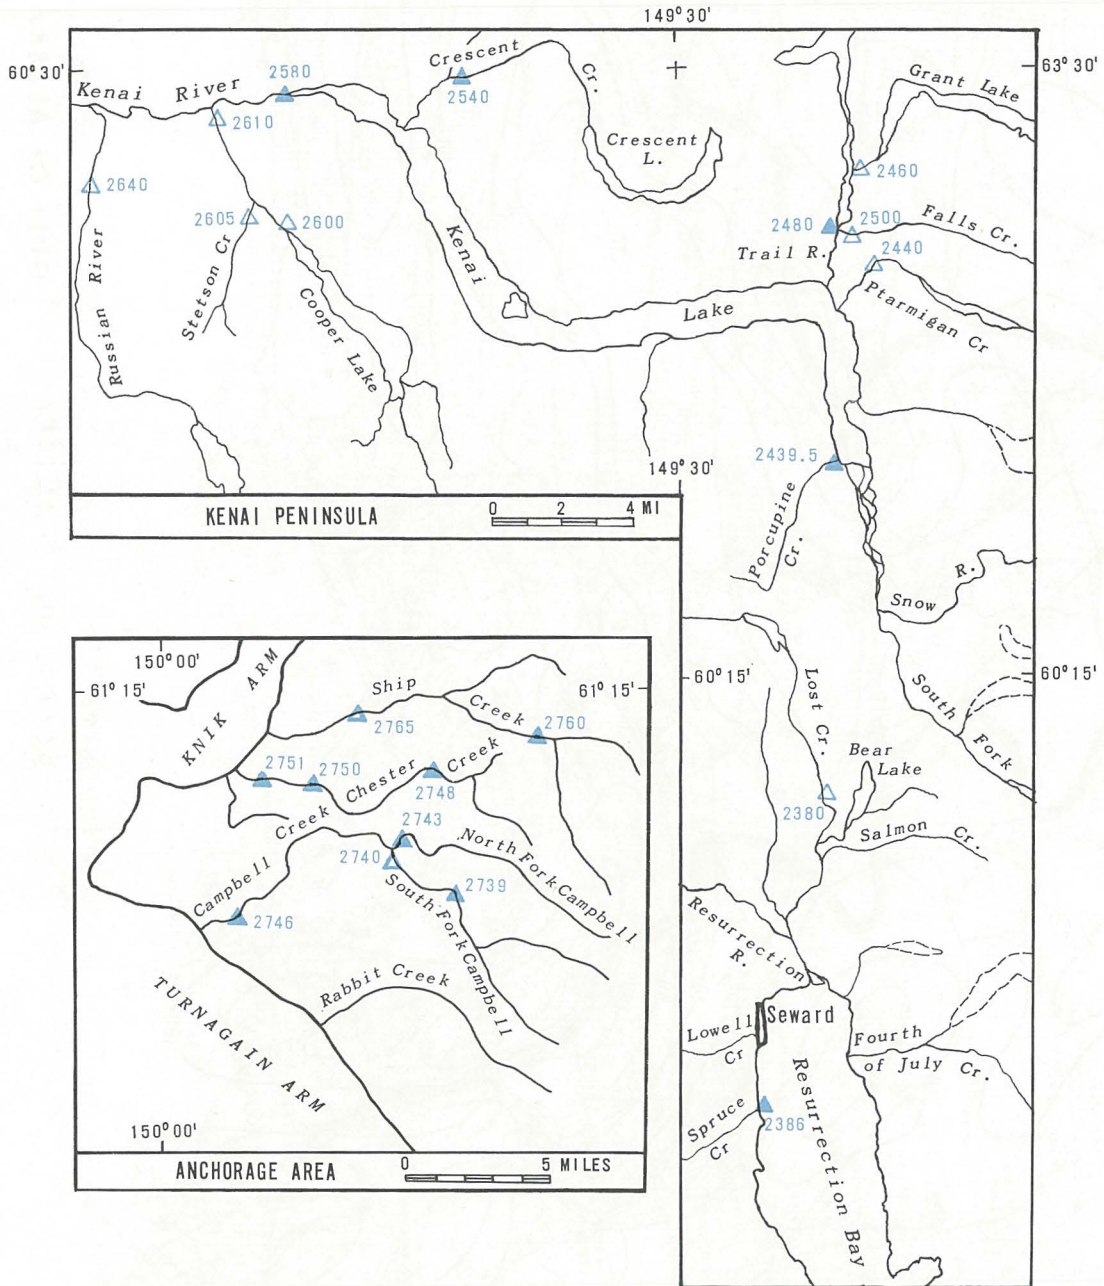 149°30'
60°30'
63°30'
Kenai River
2580
2610
Crescent Cr.
2540
Crescent
L.
Grant Lake
2460
2640
2605
2600
2480
2500
Falls Cr.
2440
Trail R.
Ptarmigan Cr
Russian River
Stetson Cr
Cooper Lake
Kenai Lake
149°30'
2439.5
Porcupine
Cr.
KENAI PENINSULA
0 2 4 MI
Snow R.
60°15'
60°15'
South Fork
Lost Cr.
Bear
Lake
2380
Salmon Cr.
Resurrection
R.
Seward
Lowell
Cr
Fourth
of July Cr.
Spruce
Cr
2386
Resurrection Bay
150°00'
61°15'
61°15'
KNIK ARM
Ship Creek
2765
2760
2751
2750
Chester Creek
2748
Campbell Creek
2743
2740
North Fork Campbell
2739
South Fork Campbell
2746
Rabbit Creek
TURNAGAIN ARM
150°00'
ANCHORAGE AREA
0 5 MILES